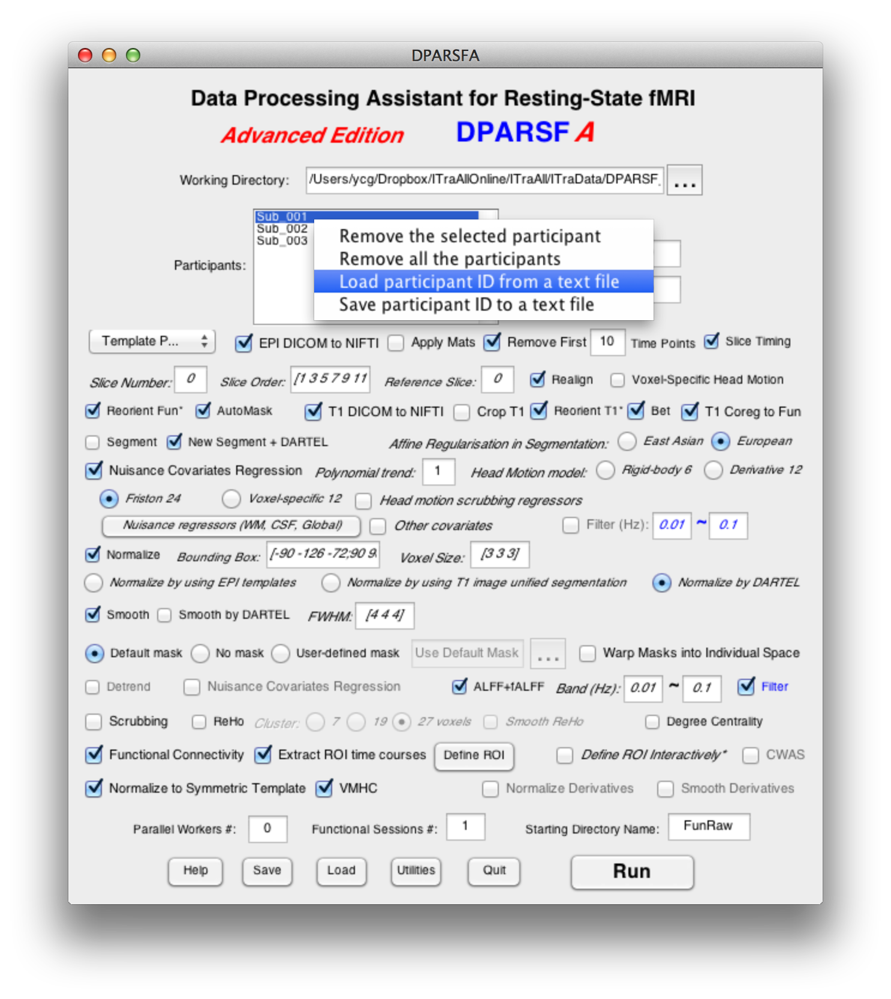 DPARSFA
Data Processing Assistant for Resting-State fMRI
Advanced Edition DPARSF A
Working Directory: /Users/ycg/Dropbox/ITraAllOnline/ITraAll/ITraData/DPARSF_ ...
Participants:
Sub_001
Sub_002
Sub_003
Remove the selected participant
Remove all the participants
Load participant ID from a text file
Save participant ID to a text file
Template P... EPI DICOM to NIFTI Apply Mats Remove First 10 Time Points Slice Timing
Slice Number: 0 Slice Order: [1 3 5 7 9 11 Reference Slice: 0 Realign Voxel-Specific Head Motion
Reorient Fun* AutoMask T1 DICOM to NIFTI Crop T1 Reorient T1* Bet T1 Coreg to Fun
Segment New Segment + DARTEL Affine Regularisation in Segmentation: East Asian European
Nuisance Covariates Regression Polynomial trend: 1 Head Motion model: Rigid-body 6 Derivative 12
Friston 24 Voxel-specific 12 Head motion scrubbing regressors
Nuisance regressors (WM, CSF, Global) Other covariates Filter (Hz): 0.01 ~ 0.1
Normalize Bounding Box: [-90 -126 -72;90 9 Voxel Size: [3 3 3]
Normalize by using EPI templates Normalize by using T1 image unified segmentation Normalize by DARTEL
Smooth Smooth by DARTEL FWHM: [4 4 4]
Default mask No mask User-defined mask Use Default Mask ... Warp Masks into Individual Space
Detrend Nuisance Covariates Regression ALFF+fALFF Band (Hz): 0.01 ~ 0.1 Filter
Scrubbing ReHo Cluster: 7 19 27 voxels Smooth ReHo Degree Centrality
Functional Connectivity Extract ROI time courses Define ROI Define ROI Interactively* CWAS
Normalize to Symmetric Template VMHC Normalize Derivatives Smooth Derivatives
Parallel Workers #: 0 Functional Sessions #: 1 Starting Directory Name: FunRaw
Help Save Load Utilities Quit Run